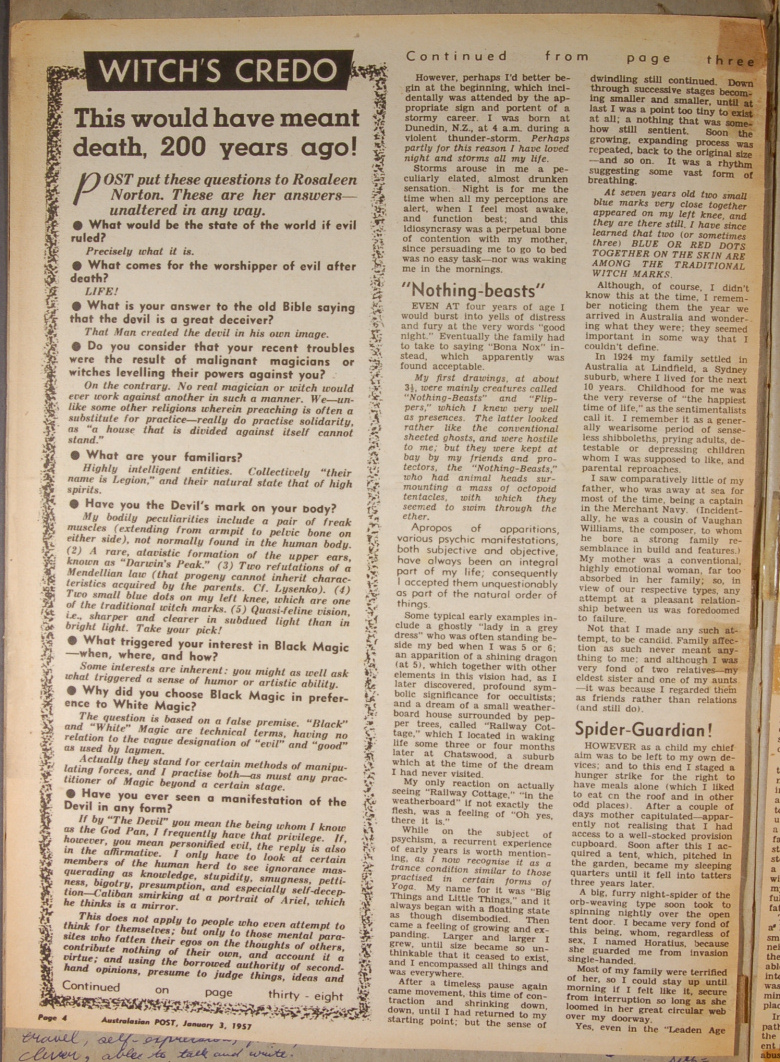 Continued from page three
WITCH'S CREDO
This would have meant
death, 200 years ago!
POST put these questions to Rosaleen
Norton. These are her answers—
unaltered in any way.
● What would be the state of the world if evil
ruled?
Precisely what it is.
● What comes for the worshipper of evil after
death?
LIFE!
● What is your answer to the old Bible saying
that the devil is a great deceiver?
That Man created the devil in his own image.
● Do you consider that your recent troubles
were the result of malignant magicians or
witches levelling their powers against you?
On the contrary. No real magician or witch would
ever work against another in such a manner. We—un-
like some other religions wherein preaching is often a
substitute for practice—really do practise solidarity,
as "a house that is divided against itself cannot
stand."
● What are your familiars?
Highly intelligent entities. Collectively "their
name is Legion," and their natural state that of high
spirits.
● Have you the Devil's mark on your body?
My bodily peculiarities include a pair of freak
muscles (extending from armpit to pelvic bone on
either side), not normally found in the human body.
(2) A rare, atavistic formation of the upper ears,
known as "Darwin's Peak." (3) Two refutations of a
Mendellian law (that progeny cannot inherit charac-
teristics acquired by the parents. Cf. Lysenko). (4)
Two small blue dots on my left knee, which are one
of the traditional witch marks. (5) Quasi-feline vision,
i.e., sharper and clearer in subdued light than in
bright light. Take your pick!
● What triggered your interest in Black Magic
—when, where, and how?
Some interests are inherent: you might as well ask
what triggered a sense of humor or artistic ability.
● Why did you choose Black Magic in prefer-
ence to White Magic?
The question is based on a false premise. "Black"
and "White" Magic are technical terms, having no
relation to the vague designation of "evil" and "good"
as used by laymen.
Actually they stand for certain methods of manipu-
lating forces, and I practise both—as must any prac-
titioner of Magic beyond a certain stage.
● Have you ever seen a manifestation of the
Devil in any form?
If by "The Devil" you mean the being whom I know
as the God Pan, I frequently have that privilege. If,
however, you mean personified evil, the reply is also
in the affirmative. I only have to look at certain
members of the human herd to see ignorance mas-
querading as knowledge, stupidity, smugness, petti-
ness, bigotry, presumption, and especially self-decep-
tion—Caliban smirking at a portrait of Ariel, which
he thinks is a mirror.
This does not apply to people who even attempt to
think for themselves; but only to those mental para-
sites who fatten their egos on the thoughts of others,
contribute nothing of their own, and account it a
virtue; and using the borrowed authority of second-
hand opinions, presume to judge things, ideas and
Continued on page thirty - eight
However, perhaps I'd better be-
gin at the beginning, which inci-
dentally was attended by the ap-
propriate sign and portent of a
stormy career. I was born at
Dunedin, N.Z., at 4 a.m. during a
violent thunder-storm. Perhaps
partly for this reason I have loved
night and storms all my life.
Storms arouse in me a pe-
culiarly elated, almost drunken
sensation. Night is for me the
time when all my perceptions are
alert, when I feel most awake,
and function best; and this
idiosyncrasy was a perpetual bone
of contention with my mother,
since persuading me to go to bed
was no easy task—nor was waking
me in the mornings.
"Nothing-beasts"
EVEN AT four years of age I
would burst into yells of distress
and fury at the very words "good
night." Eventually the family had
to take to saying "Bona Nox" in-
stead, which apparently was
found acceptable.
My first drawings, at about
3½, were mainly creatures called
"Nothing-Beasts" and "Flip-
pers," which I knew very well
as presences. The latter looked
rather like the conventional
sheeted ghosts, and were hostile
to me; but they were kept at
bay by my friends and pro-
tectors, the "Nothing-Beasts,"
who had animal heads sur-
mounting a mass of octopoid
tentacles, with which they
seemed to swim through the
ether.
Apropos of apparitions,
various psychic manifestations,
both subjective and objective,
have always been an integral
part of my life; consequently
I accepted them unquestionably
as part of the natural order of
things.
Some typical early examples in-
clude a ghostly "lady in a grey
dress" who was often standing be-
side my bed when I was 5 or 6;
an apparition of a shining dragon
(at 5), which together with other
elements in this vision had, as I
later discovered, profound sym-
bolic significance for occultists;
and a dream of a small weather-
board house surrounded by pep-
per trees, called "Railway Cot-
tage," which I located in waking
life some three or four months
later at Chatswood, a suburb
which at the time of the dream
I had never visited.
My only reaction on actually
seeing "Railway Cottage," "in the
weatherboard" if not exactly the
flesh, was a feeling of "Oh yes,
there it is."
While on the subject of
psychism, a recurrent experience
of early years is worth mention-
ing, as I now recognise it as a
trance condition similar to those
practised in certain forms of
Yoga. My name for it was "Big
Things and Little Things," and it
always began with a floating state
as though disembodied. Then
came a feeling of growing and ex-
panding. Larger and larger I
grew, until size became so un-
thinkable that it ceased to exist,
and I encompassed all things and
was everywhere.
After a timeless pause again
came movement, this time of con-
traction and shrinking down,
down, until I had returned to my
starting point; but the sense of
dwindling still continued. Down
through successive stages becom-
ing smaller and smaller, until at
last I was a point too tiny to exist
at all; a nothing that was some-
how still sentient. Soon the
growing, expanding process was
repeated, back to the original size
—and so on. It was a rhythm
suggesting some vast form of
breathing.
At seven years old two small
blue marks very close together
appeared on my left knee, and
they are there still. I have since
learned that two (or sometimes
three) BLUE OR RED DOTS
TOGETHER ON THE SKIN ARE
AMONG THE TRADITIONAL
WITCH MARKS.
Although, of course, I didn't
know this at the time, I remem-
ber noticing them the year we
arrived in Australia and wonder-
ing what they were; they seemed
important in some way that I
couldn't define.
In 1924 my family settled in
Australia at Lindfield, a Sydney
suburb, where I lived for the next
10 years. Childhood for me was
the very reverse of "the happiest
time of life," as the sentimentalists
call it. I remember it as a gener-
ally wearisome period of sense-
less shibboleths, prying adults, de-
testable or depressing children
whom I was supposed to like, and
parental reproaches.
I saw comparatively little of my
father, who was away at sea for
most of the time, being a captain
in the Merchant Navy. (Incident-
ally, he was a cousin of Vaughan
Williams, the composer, to whom
he bore a strong family re-
semblance in build and features.)
My mother was a conventional,
highly emotional woman, far too
absorbed in her family; so, in
view of our respective types, any
attempt at a pleasant relation-
ship between us was foredoomed
to failure.
Not that I made any such at-
tempt, to be candid. Family affec-
tion as such never meant any-
thing to me; and although I was
very fond of two relatives—my
eldest sister and one of my aunts
—it was because I regarded them
as friends rather than relations
(and still do).
Spider-Guardian!
HOWEVER as a child my chief
aim was to be left to my own de-
vices; and to this end I staged a
hunger strike for the right to
have meals alone (which I liked
to eat on the roof and in other
odd places). After a couple of
days mother capitulated—appar-
ently not realising that I had
access to a well-stocked provision
cupboard. Soon after this I ac-
quired a tent, which, pitched in
the garden, became my sleeping
quarters until it fell into tatters
three years later.
A big, furry night-spider of the
orb-weaving type soon took to
spinning nightly over the open
tent door. I became very fond of
this being, whom, regardless of
sex, I named Horatius, because
she guarded me from invasion
single-handed.
Most of my family were terrified
of her, so I could stay up until
morning if I felt like it, secure
from interruption so long as she
loomed in her great circular web
over my doorway.
Yes, even in the "Leaden Age
Page 4 Australasian POST, January 3, 1957
travel, self-expression,
clever, able to talk and write.